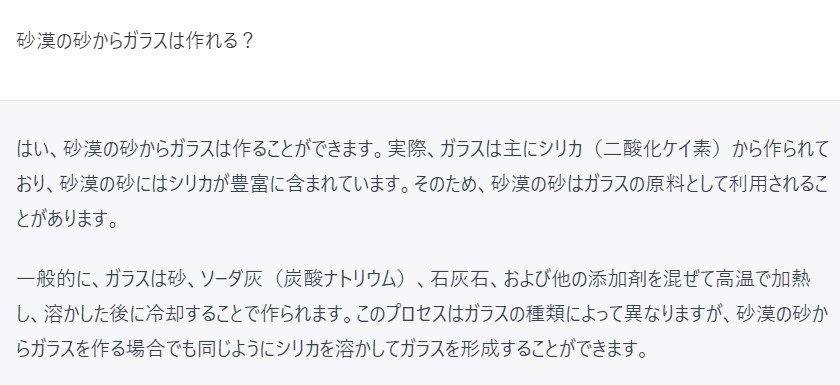 砂漠の砂からガラスは作れる？
はい、砂漠の砂からガラスは作ることができます。実際、ガラスは主にシリカ（二酸化ケイ素）から作られて
おり、砂漠の砂にはシリカが豊富に含まれています。そのため、砂漠の砂はガラスの原料として利用されるこ
とがあります。
一般的に、ガラスは砂、ソーダ灰（炭酸ナトリウム）、石灰石、および他の添加剤を混ぜて高温で加熱
し、溶かした後に冷却することで作られます。このプロセスはガラスの種類によって異なりますが、砂漠の砂か
らガラスを作る場合でも同じようにシリカを溶かしてガラスを形成することができます。